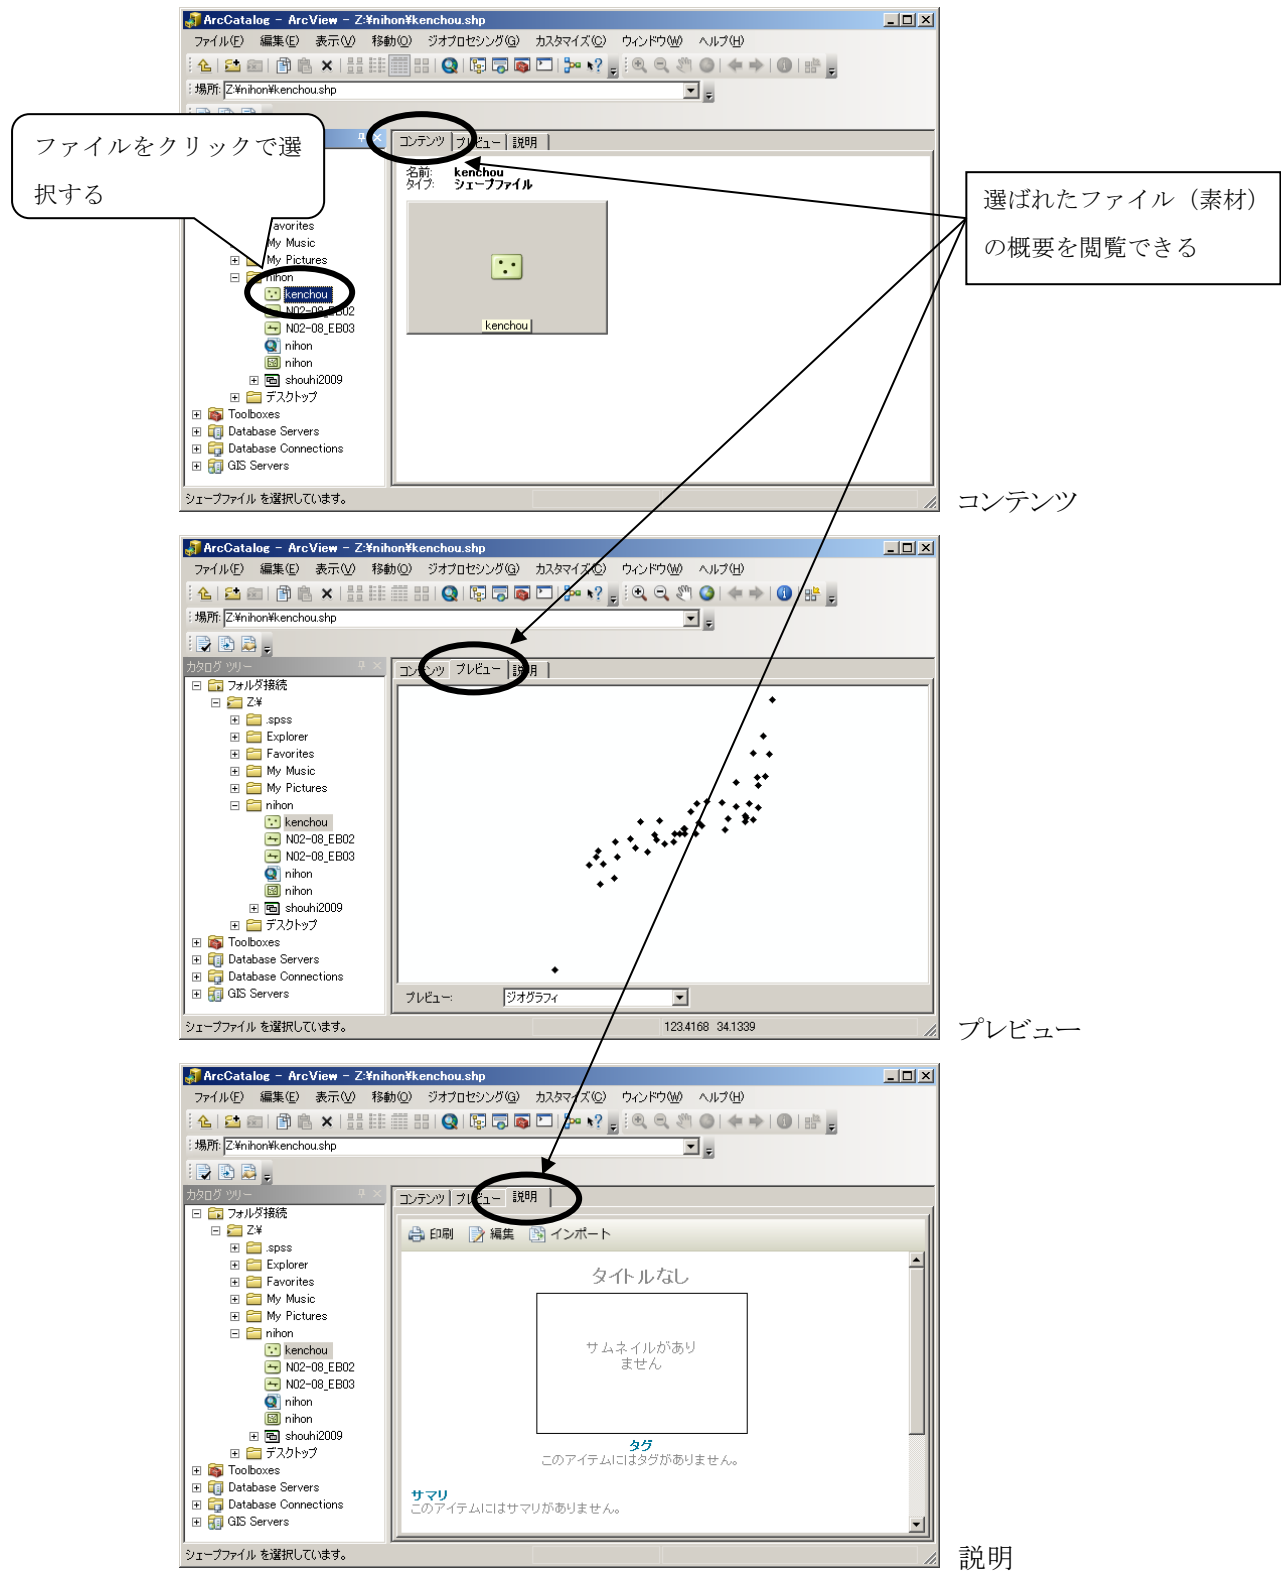 ArcCatalog - ArcView - Z:¥nihon¥kenchou.shp
ファイル(F) 編集(E) 表示(V) 移動(O) ジオプロセシング(G) カスタマイズ(C) ウィンドウ(W) ヘルプ(H)
場所: Z:¥nihon¥kenchou.shp
ファイルをクリックで選
択する
コンテンツ プレビュー 説明
名前: kenchou
タイプ: シェープファイル
kenchou
選ばれたファイル（素材）
の概要を閲覧できる
avorites
My Music
My Pictures
nihon
kenchou
N02-08_EB02
N02-08_EB03
nihon
nihon
shouhi2009
デスクトップ
Toolboxes
Database Servers
Database Connections
GIS Servers
シェープファイル を選択しています。
コンテンツ
ArcCatalog - ArcView - Z:¥nihon¥kenchou.shp
ファイル(F) 編集(E) 表示(V) 移動(O) ジオプロセシング(G) カスタマイズ(C) ウィンドウ(W) ヘルプ(H)
場所: Z:¥nihon¥kenchou.shp
カタログ ツリー
コンテンツ プレビュー 説明
フォルダ接続
Z:¥
.spss
Explorer
Favorites
My Music
My Pictures
nihon
kenchou
N02-08_EB02
N02-08_EB03
nihon
nihon
shouhi2009
デスクトップ
Toolboxes
Database Servers
Database Connections
GIS Servers
プレビュー: ジオグラフィ
シェープファイル を選択しています。
123.4168 34.1339
プレビュー
ArcCatalog - ArcView - Z:¥nihon¥kenchou.shp
ファイル(F) 編集(E) 表示(V) 移動(O) ジオプロセシング(G) カスタマイズ(C) ウィンドウ(W) ヘルプ(H)
場所: Z:¥nihon¥kenchou.shp
カタログ ツリー
コンテンツ プレビュー 説明
フォルダ接続
Z:¥
.spss
Explorer
Favorites
My Music
My Pictures
nihon
kenchou
N02-08_EB02
N02-08_EB03
nihon
nihon
shouhi2009
デスクトップ
Toolboxes
Database Servers
Database Connections
GIS Servers
印刷 編集 インポート
タイトルなし
サムネイルがあり
ません
タグ
このアイテムにはタグがありません。
サマリ
このアイテムにはサマリがありません。
シェープファイル を選択しています。
説明